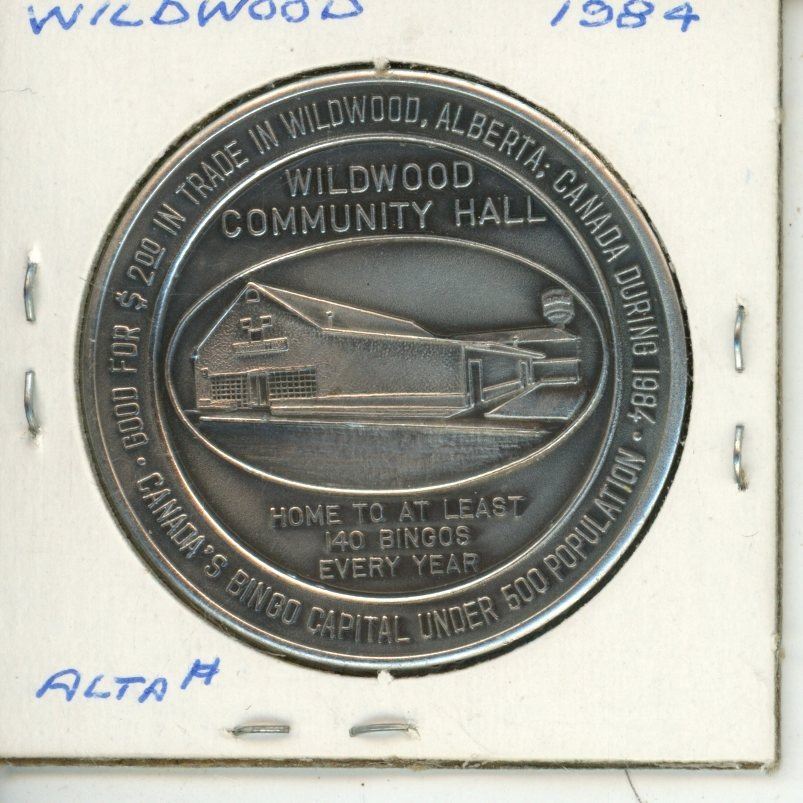 WILDWOOD 1984
GOOD FOR $ 2.00 IN TRADE IN WILDWOOD, ALBERTA; CANADA DURING 1984 •
CANADA'S BINGO CAPITAL UNDER 500 POPULATION •
WILDWOOD
COMMUNITY HALL
HOME TO AT LEAST
140 BINGOS
EVERY YEAR
ALTA H